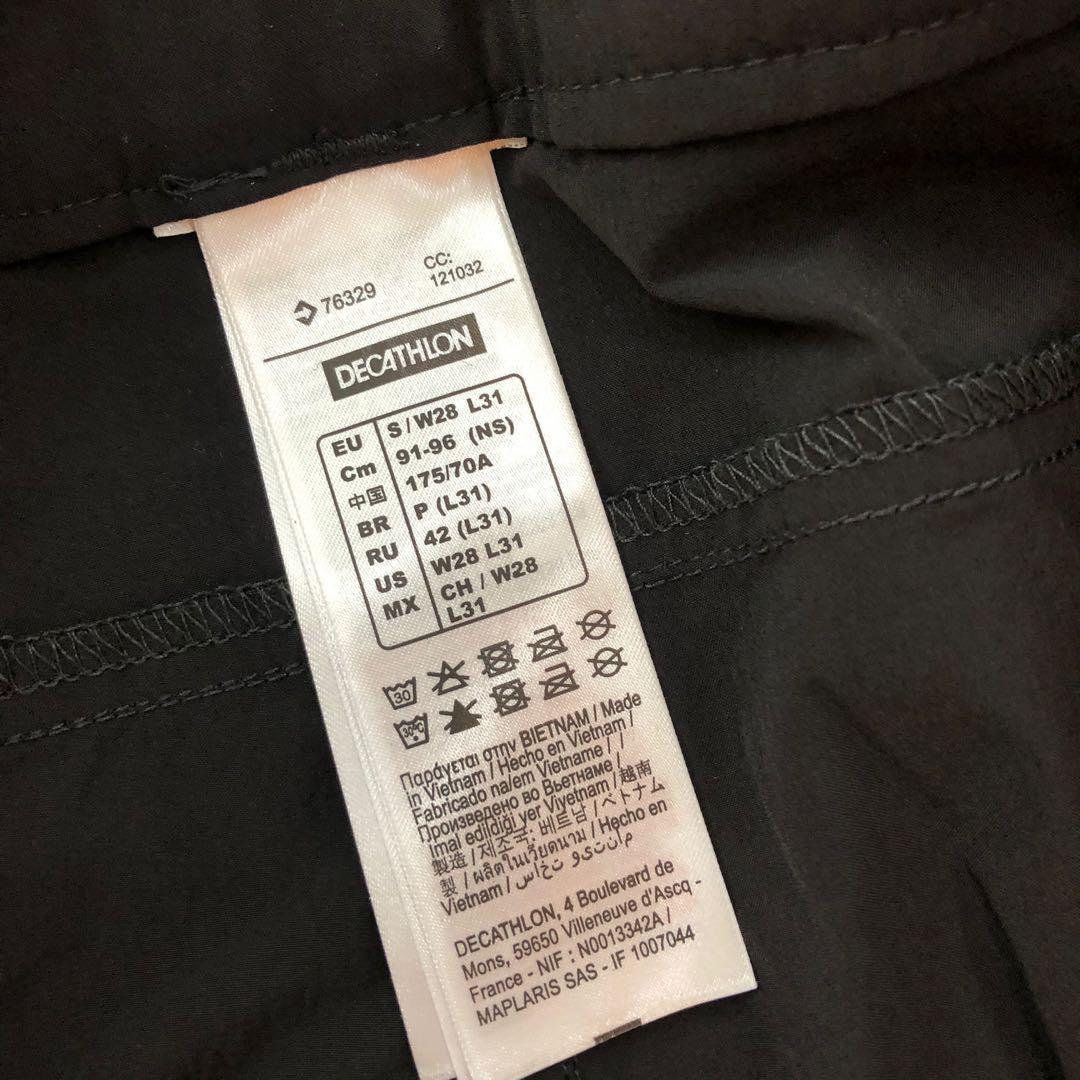 76329
CC:
121032
DECATHLON
EU S / W28 L31
Cm 91-96 (NS)
中国 175/70A
BR P (L31)
RU 42 (L31)
US W28 L31
MX CH / W28
L31
30
30°C
Παράγεται στην ΒΙΕΤΝΑΜ / Made
in Vietnam / Hecho en Vietnam /
Fabricado na/em Vietname / /
Произведено во Вьетнаме /
Imal edildiği yer Viyetnam / 越南
製造 / 제조국: 베트남 / ベトナム
製 / ผลิตในเวียดนาม / Hecho en
Vietnam / ساخت ويتنام
DECATHLON, 4 Boulevard de
Mons, 59650 Villeneuve d'Ascq -
France - NIF : N0013342A /
MAPLARIS SAS - IF 1007044